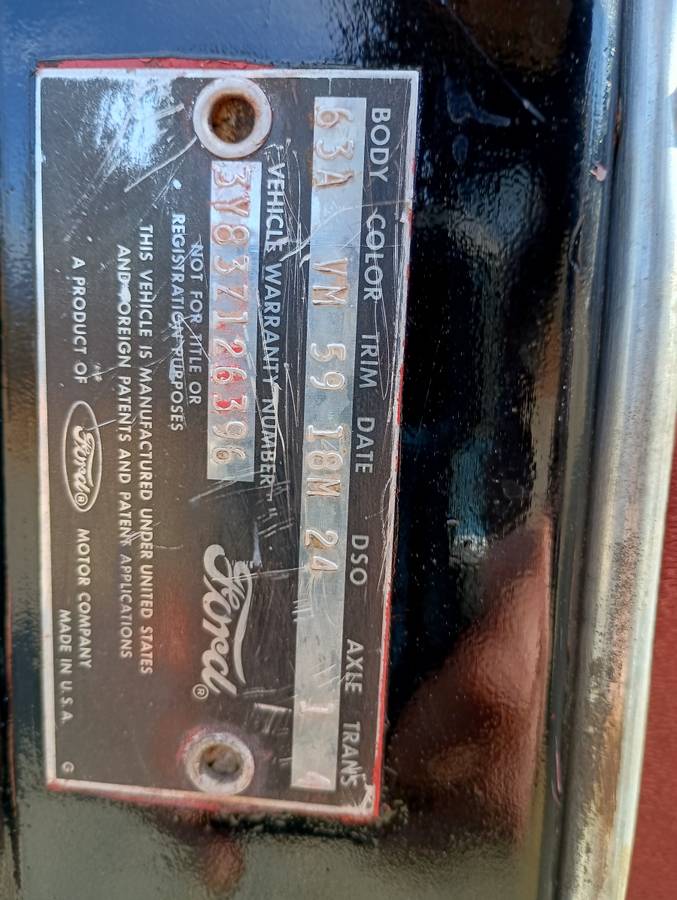 BODY COLOR TRIM DATE DSO AXLE TRANS
63A VM 59 18M 24 1 4
VEHICLE WARRANTY NUMBER
3Y83Z126396
NOT FOR TITLE OR
REGISTRATION PURPOSES
Ford®
THIS VEHICLE IS MANUFACTURED UNDER UNITED STATES
AND FOREIGN PATENTS AND PATENT APPLICATIONS
A PRODUCT OF Ford® MOTOR COMPANY
MADE IN U.S.A.
G